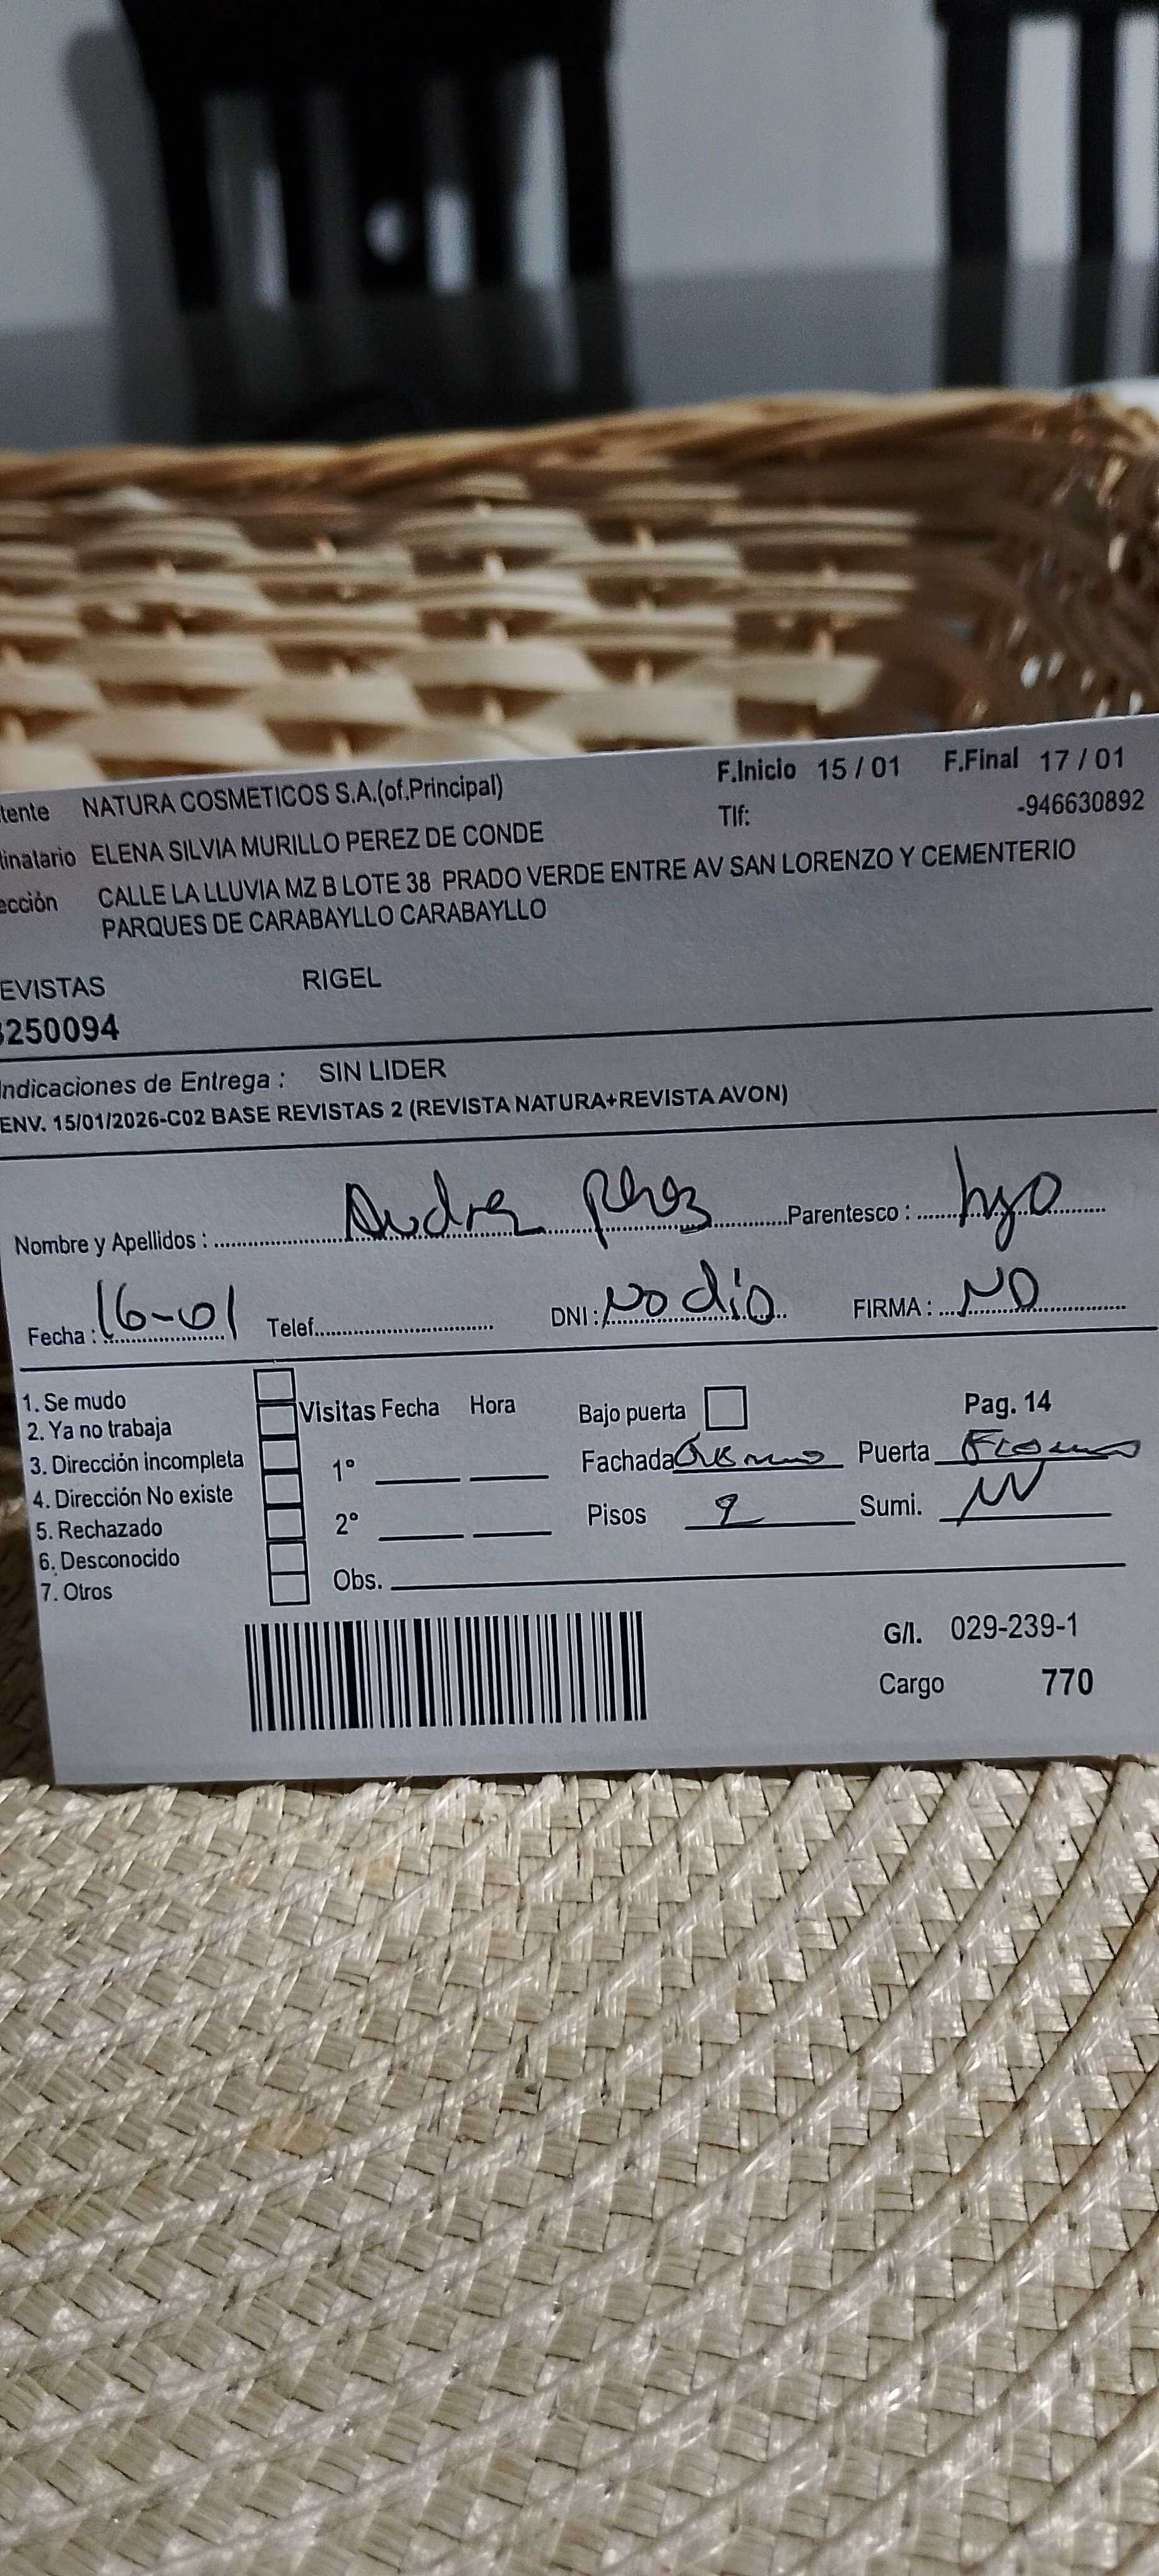 lente NATURA COSMETICOS S.A.(of.Principal) F.Inicio 15 / 01 F.Final 17 / 01
Tlf: -946630892
linatario ELENA SILVIA MURILLO PEREZ DE CONDE
ección CALLE LA LLUVIA MZ B LOTE 38 PRADO VERDE ENTRE AV SAN LORENZO Y CEMENTERIO
PARQUES DE CARABAYLLO CARABAYLLO
EVISTAS RIGEL
250094
Indicaciones de Entrega : SIN LIDER
ENV. 15/01/2026-C02 BASE REVISTAS 2 (REVISTA NATURA+REVISTA AVON)
Nombre y Apellidos : Parentesco :
Fecha : 16-01 Telef. DNI : No dio FIRMA : NO
1. Se mudo
2. Ya no trabaja Visitas Fecha Hora Bajo puerta Pag. 14
3. Dirección incompleta 1° Fachada Puerta
4. Dirección No existe
5. Rechazado 2° Pisos 2 Sumi.
6. Desconocido
7. Otros Obs.
G/I. 029-239-1
Cargo 770